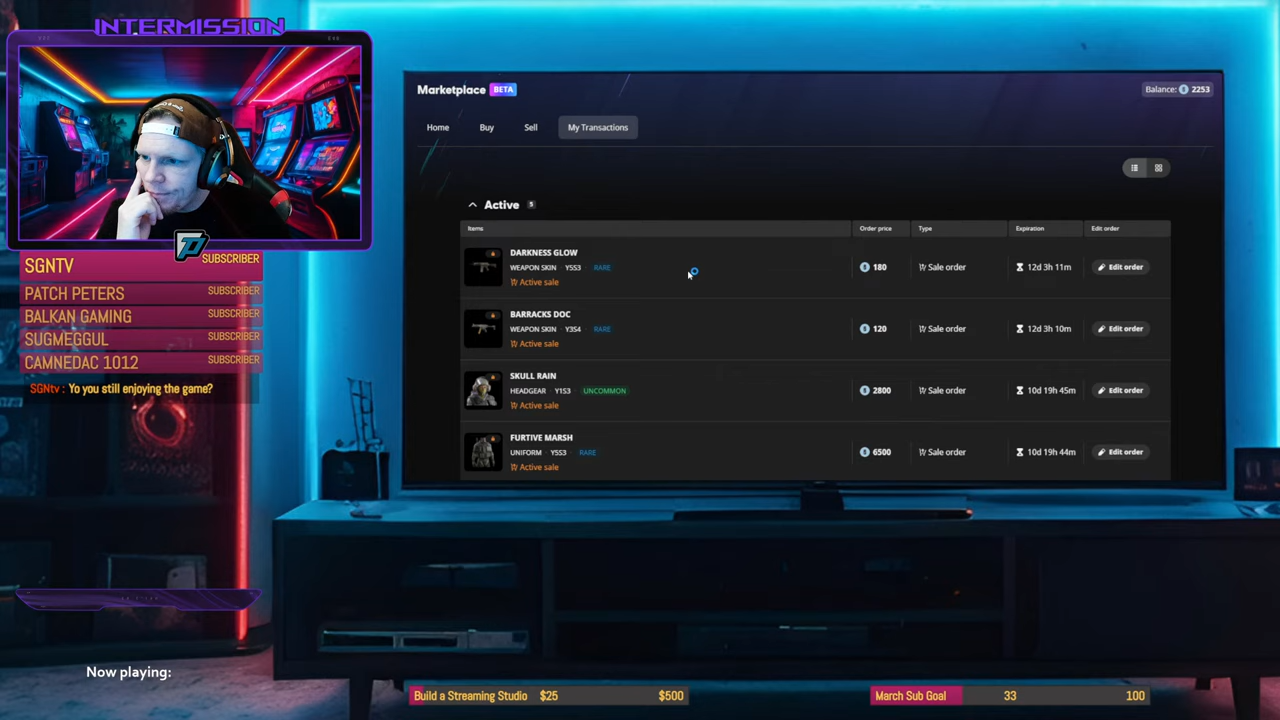 INTERMISSION
SGNTV SUBSCRIBER
PATCH PETERS SUBSCRIBER
BALKAN GAMING SUBSCRIBER
SUGMEGGUL SUBSCRIBER
CAMNEDAC 1012 SUBSCRIBER
SGNtv : Yo you still enjoying the game?
Now playing:
Marketplace BETA
Balance: 2253
Home Buy Sell My Transactions
Active 5
Items Order price Type Expiration Edit order
DARKNESS GLOW
WEAPON SKIN Y5S3 RARE
Active sale
180 Sale order 12d 3h 11m Edit order
BARRACKS DOC
WEAPON SKIN Y3S4 RARE
Active sale
120 Sale order 12d 3h 10m Edit order
SKULL RAIN
HEADGEAR Y1S3 UNCOMMON
Active sale
2800 Sale order 10d 19h 45m Edit order
FURTIVE MARSH
UNIFORM Y5S3 RARE
Active sale
6500 Sale order 10d 19h 44m Edit order
Build a Streaming Studio $25 $500
March Sub Goal 33 100